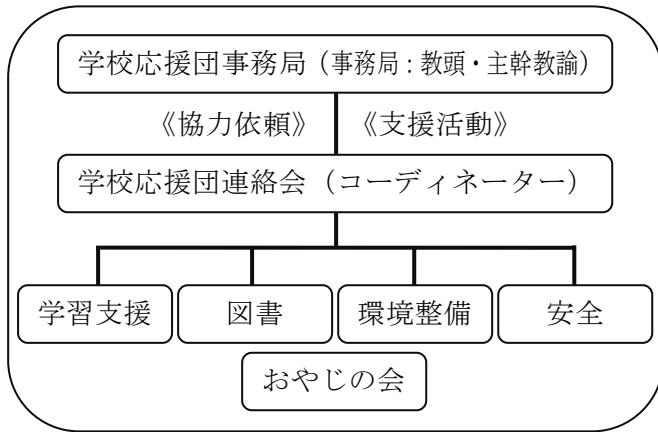 学校応援団事務局（事務局：教頭・主幹教諭）
《協力依頼》 《支援活動》
学校応援団連絡会（コーディネーター）
学習支援 図書 環境整備 安全
おやじの会